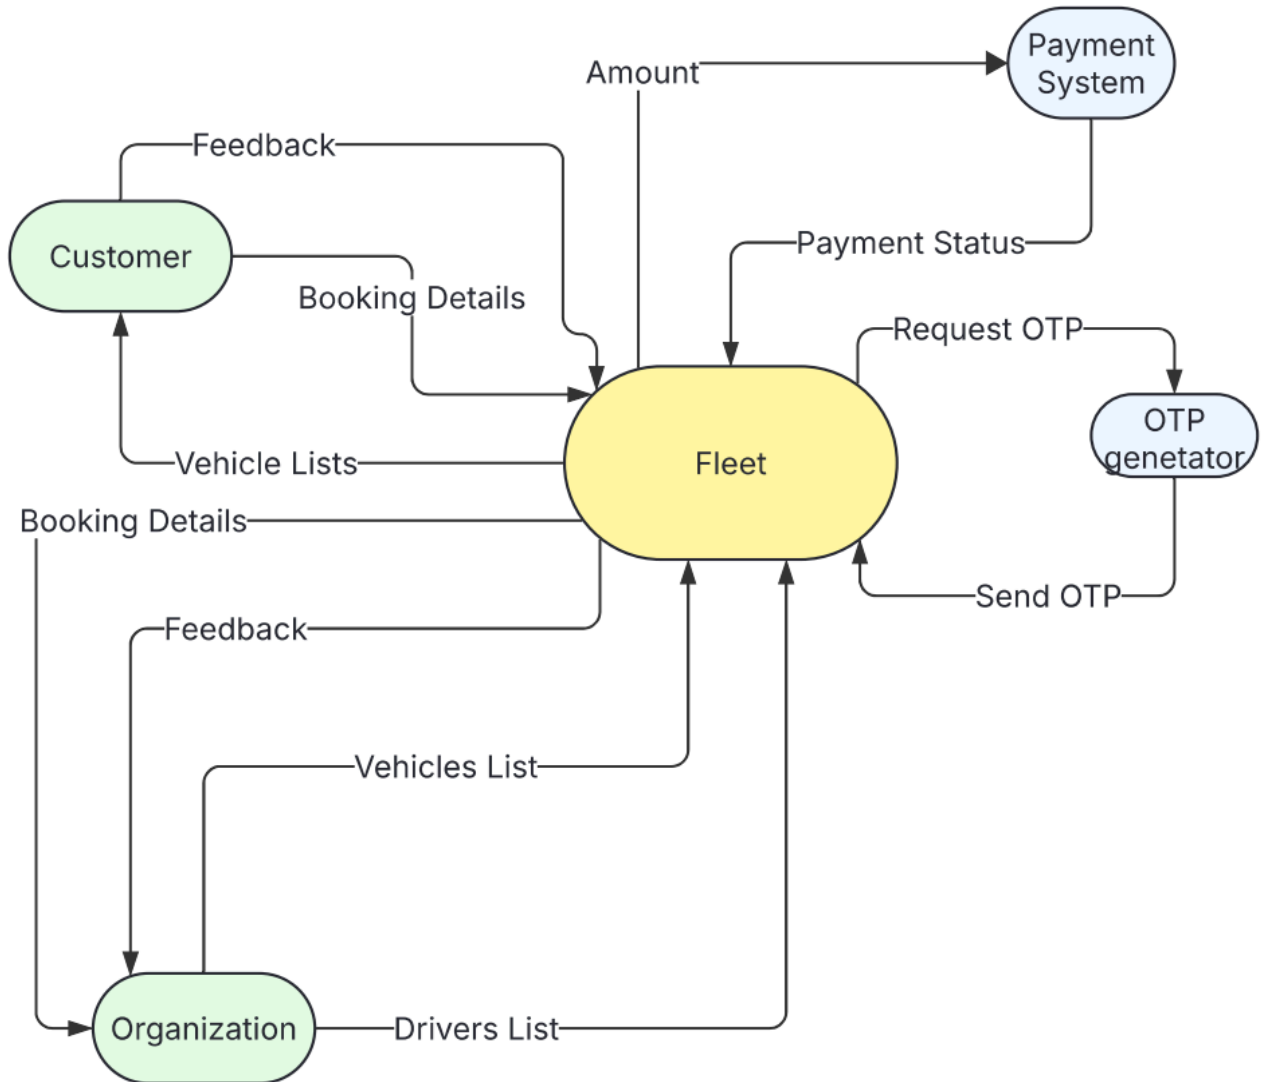 Payment
System
Amount
Feedback
Customer
Payment Status
Booking Details
Request OTP
OTP
genetator
Vehicle Lists
Fleet
Booking Details
Send OTP
Feedback
Vehicles List
Organization
Drivers List